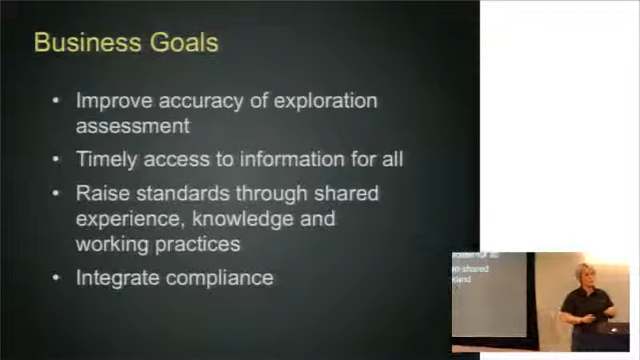 Business Goals
• Improve accuracy of exploration
assessment
• Timely access to information for all
• Raise standards through shared
experience, knowledge and
working practices
• Integrate compliance
shared